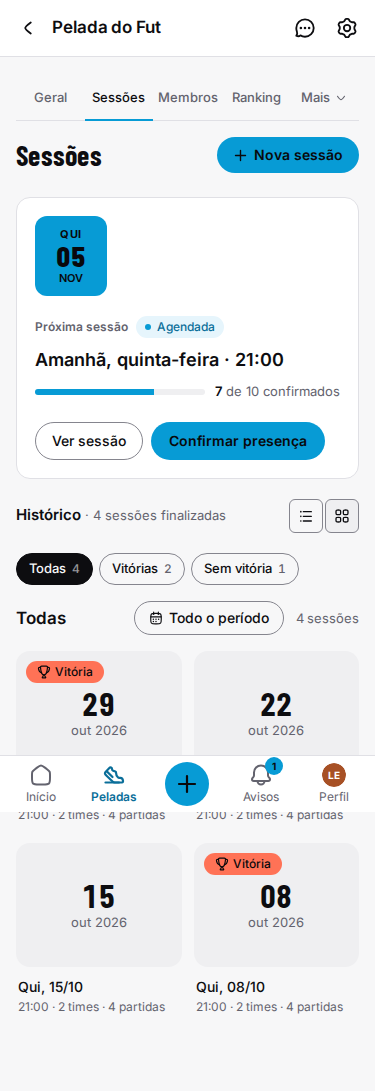 Pelada do Fut
Geral Sessões Membros Ranking Mais
Sessões
Nova sessão
QUI
05
NOV
Próxima sessão Agendada
Amanhã, quinta-feira · 21:00
7 de 10 confirmados
Ver sessão Confirmar presença
Histórico · 4 sessões finalizadas
Todas 4 Vitórias 2 Sem vitória 1
Todas Todo o período 4 sessões
Vitória
29 22
out 2026 out 2026
1
LE
Início Peladas Avisos Perfil
21:00 · 2 times · 4 partidas 21:00 · 2 times · 4 partidas
Vitória
15 08
out 2026 out 2026
Qui, 15/10 Qui, 08/10
21:00 · 2 times · 4 partidas 21:00 · 2 times · 4 partidas